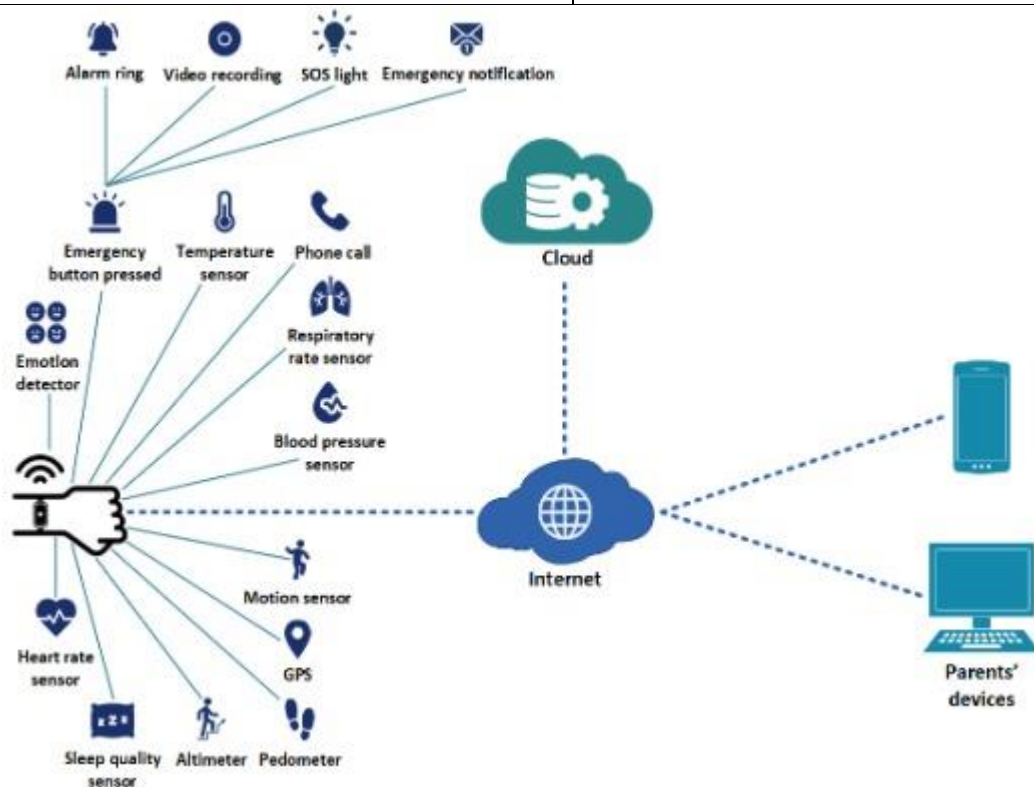 Alarm ring
Video recording
SOS light
Emergency notification
1
Emergency
button pressed
Temperature
sensor
Phone call
Cloud
Respiratory
rate sensor
Emotion
detector
Blood pressure
sensor
Internet
Motion sensor
Heart rate
sensor
GPS
Parents'
devices
z z z
Sleep quality
sensor
Altimeter
Pedometer